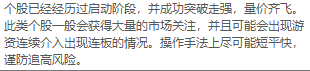 个股已经经历过启动阶段，并成功突破走强，量价齐飞。
此类个股一般会获得大量的市场关注，并且可能会出现游
资连续介入出现连板的情况。操作手法上尽可能短平快，
谨防追高风险。